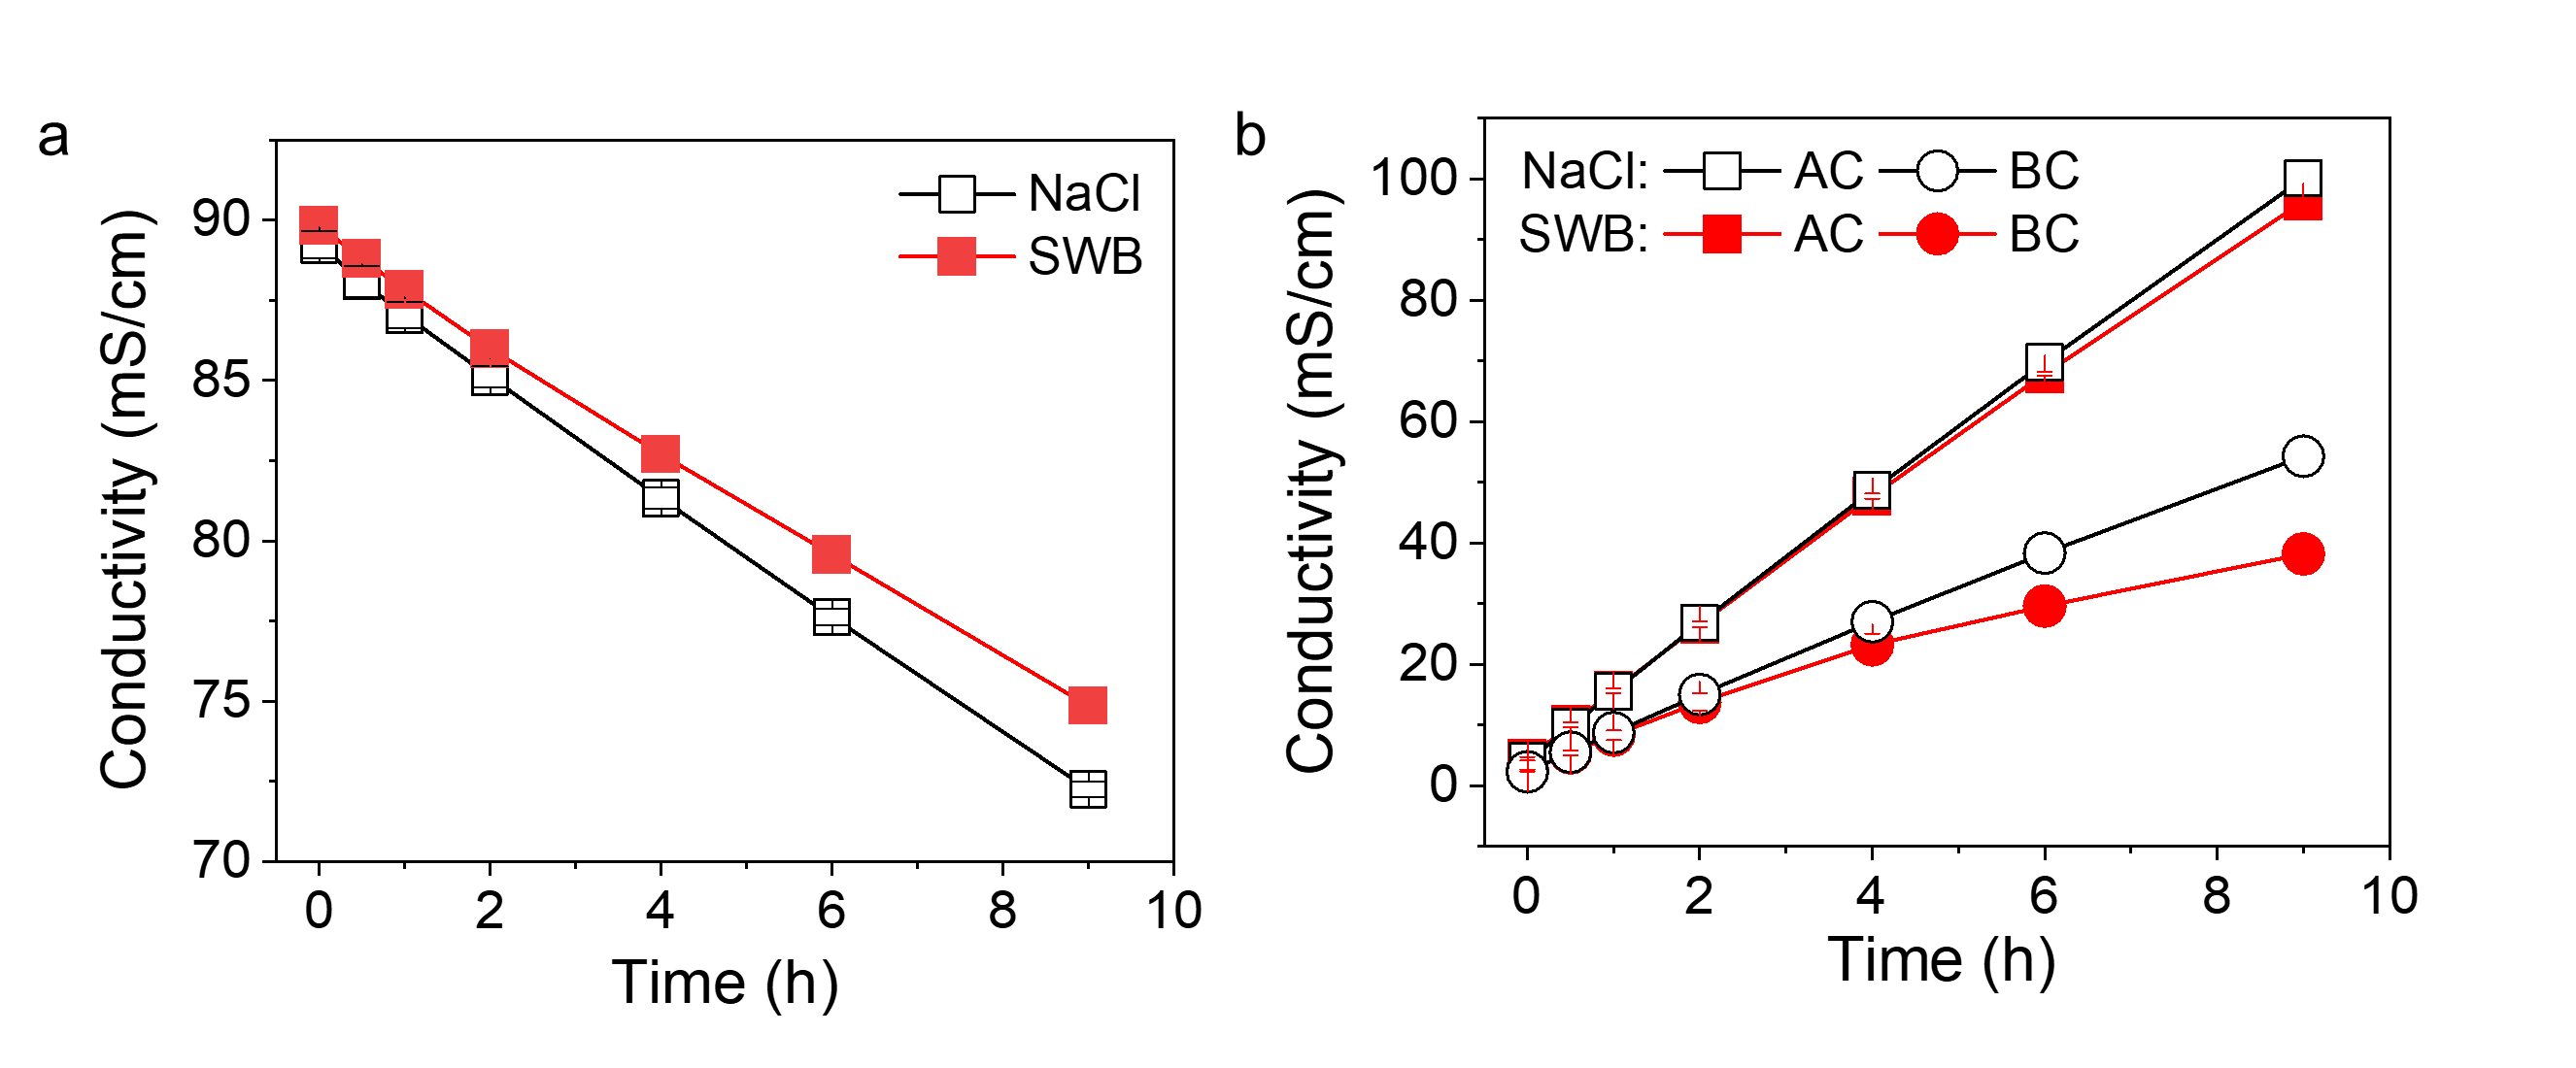 a
NaCl
SWB
90
85
80
75
70
0 2 4 6 8 10
Conductivity (mS/cm)
Time (h)
b
NaCl: AC BC
SWB: AC BC
100
80
60
40
20
0
0 2 4 6 8 10
Conductivity (mS/cm)
Time (h)